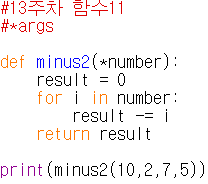 #13주차 함수11
#*args

def minus2(*number):
    result = 0
    for i in number:
        result -= i
    return result

print(minus2(10,2,7,5))